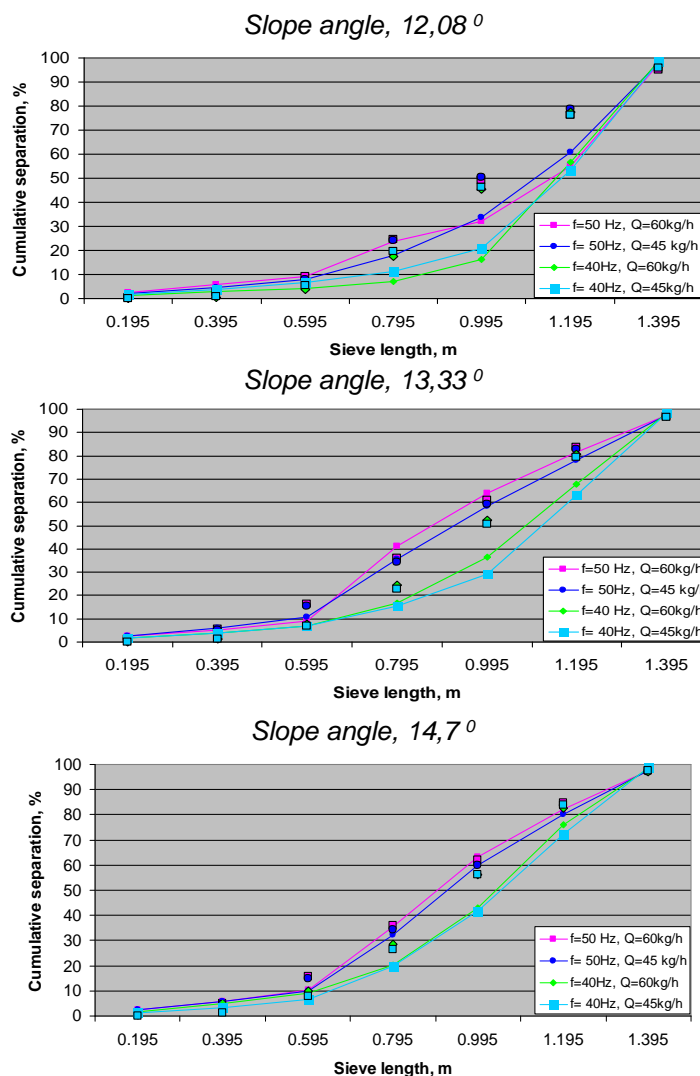 Slope angle, 12,08 ⁰
Cumulative separation, %
100
90
80
70
60
50
40
30
20
10
0
f=50 Hz, Q=60kg/h
f= 50Hz, Q=45 kg/h
f=40Hz, Q=60kg/h
f= 40Hz, Q=45kg/h
0.195 0.395 0.595 0.795 0.995 1.195 1.395
Sieve length, m
Slope angle, 13,33 ⁰
Cumulative separation, %
100
90
80
70
60
50
40
30
20
10
0
f=50 Hz, Q=60kg/h
f= 50Hz, Q=45 kg/h
f=40 Hz, Q=60kg/h
f= 40Hz, Q=45kg/h
0.195 0.395 0.595 0.795 0.995 1.195 1.395
Sieve length, m
Slope angle, 14,7 ⁰
Cumulative separation, %
100
90
80
70
60
50
40
30
20
10
0
f=50 Hz, Q=60kg/h
f= 50Hz, Q=45 kg/h
f=40Hz, Q=60kg/h
f= 40Hz, Q=45kg/h
0.195 0.395 0.595 0.795 0.995 1.195 1.395
Sieve length, m